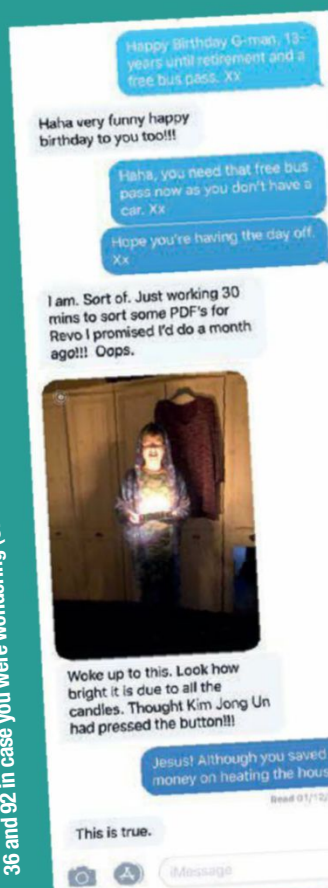 Happy Birthday G-man, 13-
years until retirement and a
free bus pass. Xx
Haha very funny happy
birthday to you too!!!
Haha, you need that free bus
pass now as you don't have a
car. Xx
Hope you're having the day off.
Xx
I am. Sort of. Just working 30
mins to sort some PDF's for
Revo I promised I'd do a month
ago!!! Oops.
Woke up to this. Look how
bright it is due to all the
candles. Thought Kim Jong Un
had pressed the button!!!
Jesus! Although you saved
money on heating the hous
Read 01/12/
This is true.
iMessage
36 and 92 in case you were wondering